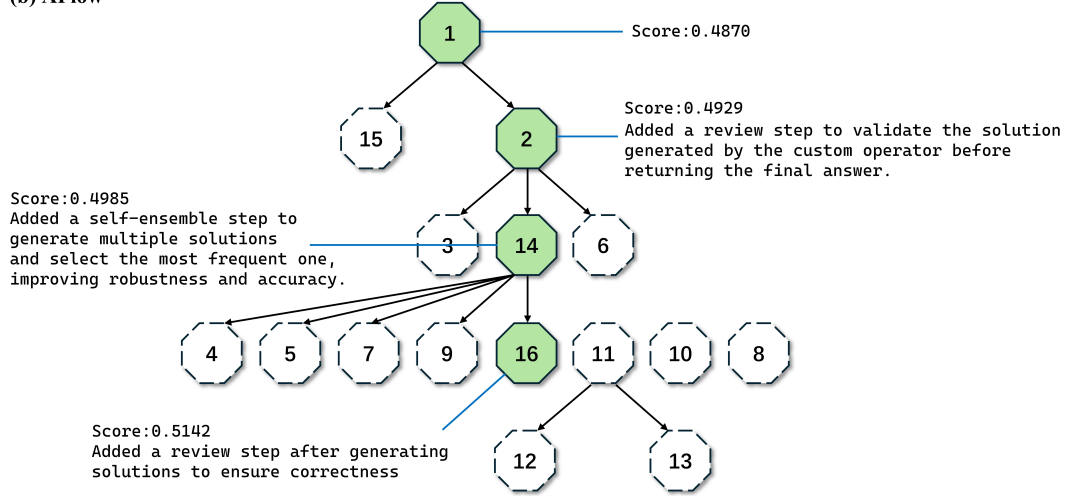 (b) AFlow
1
Score:0.4870
15
2
Score:0.4929
Added a review step to validate the solution
generated by the custom operator before
returning the final answer.
Score:0.4985
Added a self-ensemble step to
generate multiple solutions
and select the most frequent one,
improving robustness and accuracy.
3
14
6
4
5
7
9
16
11
10
8
Score:0.5142
Added a review step after generating
solutions to ensure correctness
12
13